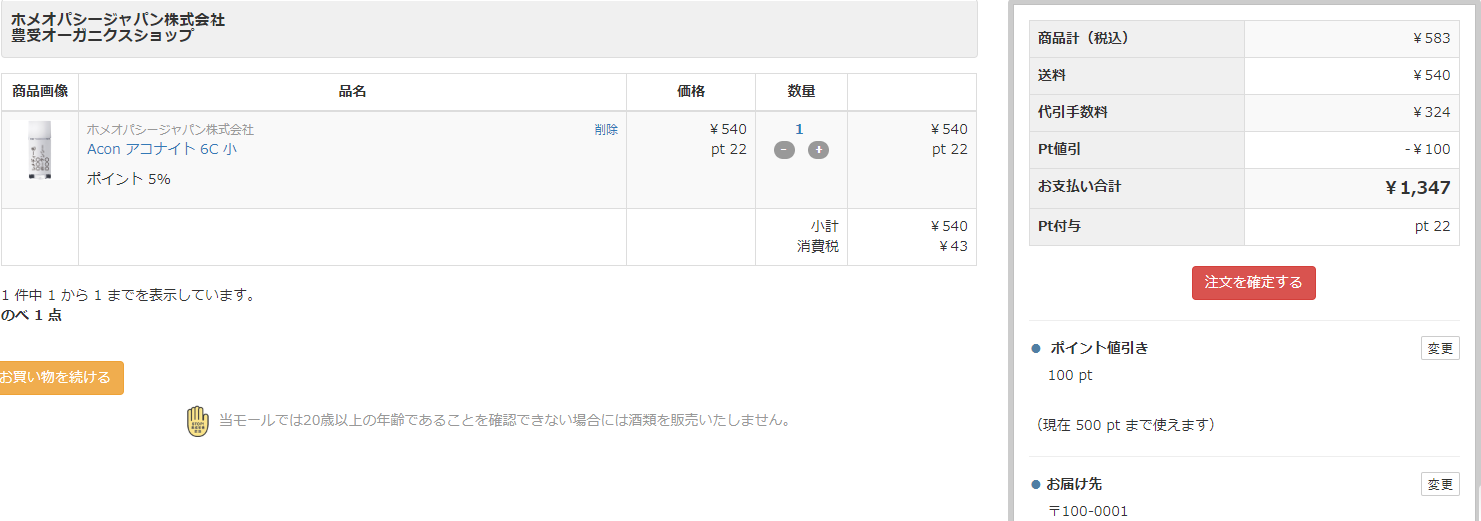 ホメオパシージャパン株式会社
豊受オーガニクスショップ
商品画像 品名 価格 数量
ホメオパシージャパン株式会社 削除 ¥540 1 ¥540
Acon アコナイト 6C 小 pt 22 - + pt 22
ポイント 5%
小計 ¥540
消費税 ¥43
1 件中 1 から 1 までを表示しています。
のべ 1 点
お買い物を続ける
当モールでは20歳以上の年齢であることを確認できない場合には酒類を販売いたしません。
商品計（税込） ¥583
送料 ¥540
代引手数料 ¥324
Pt値引 -¥100
お支払い合計 ¥1,347
Pt付与 pt 22
注文を確定する
ポイント値引き 変更
100 pt
（現在 500 pt まで使えます）
お届け先 変更
〒100-0001